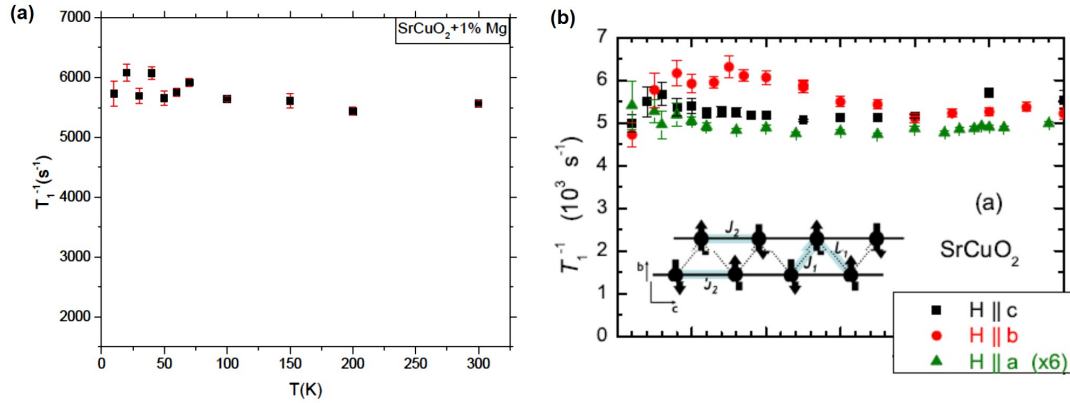 (a)
SrCuO2+1% Mg
7000
6000
5000
4000
3000
2000
T1-1(s-1)
0 50 100 150 200 250 300
T(K)
(b)
7
6
5
4
3
2
1
0
T1-1 (103 s-1)
(a)
SrCuO2
J2
J1
J2
b
c
H || c
H || b
H || a (x6)